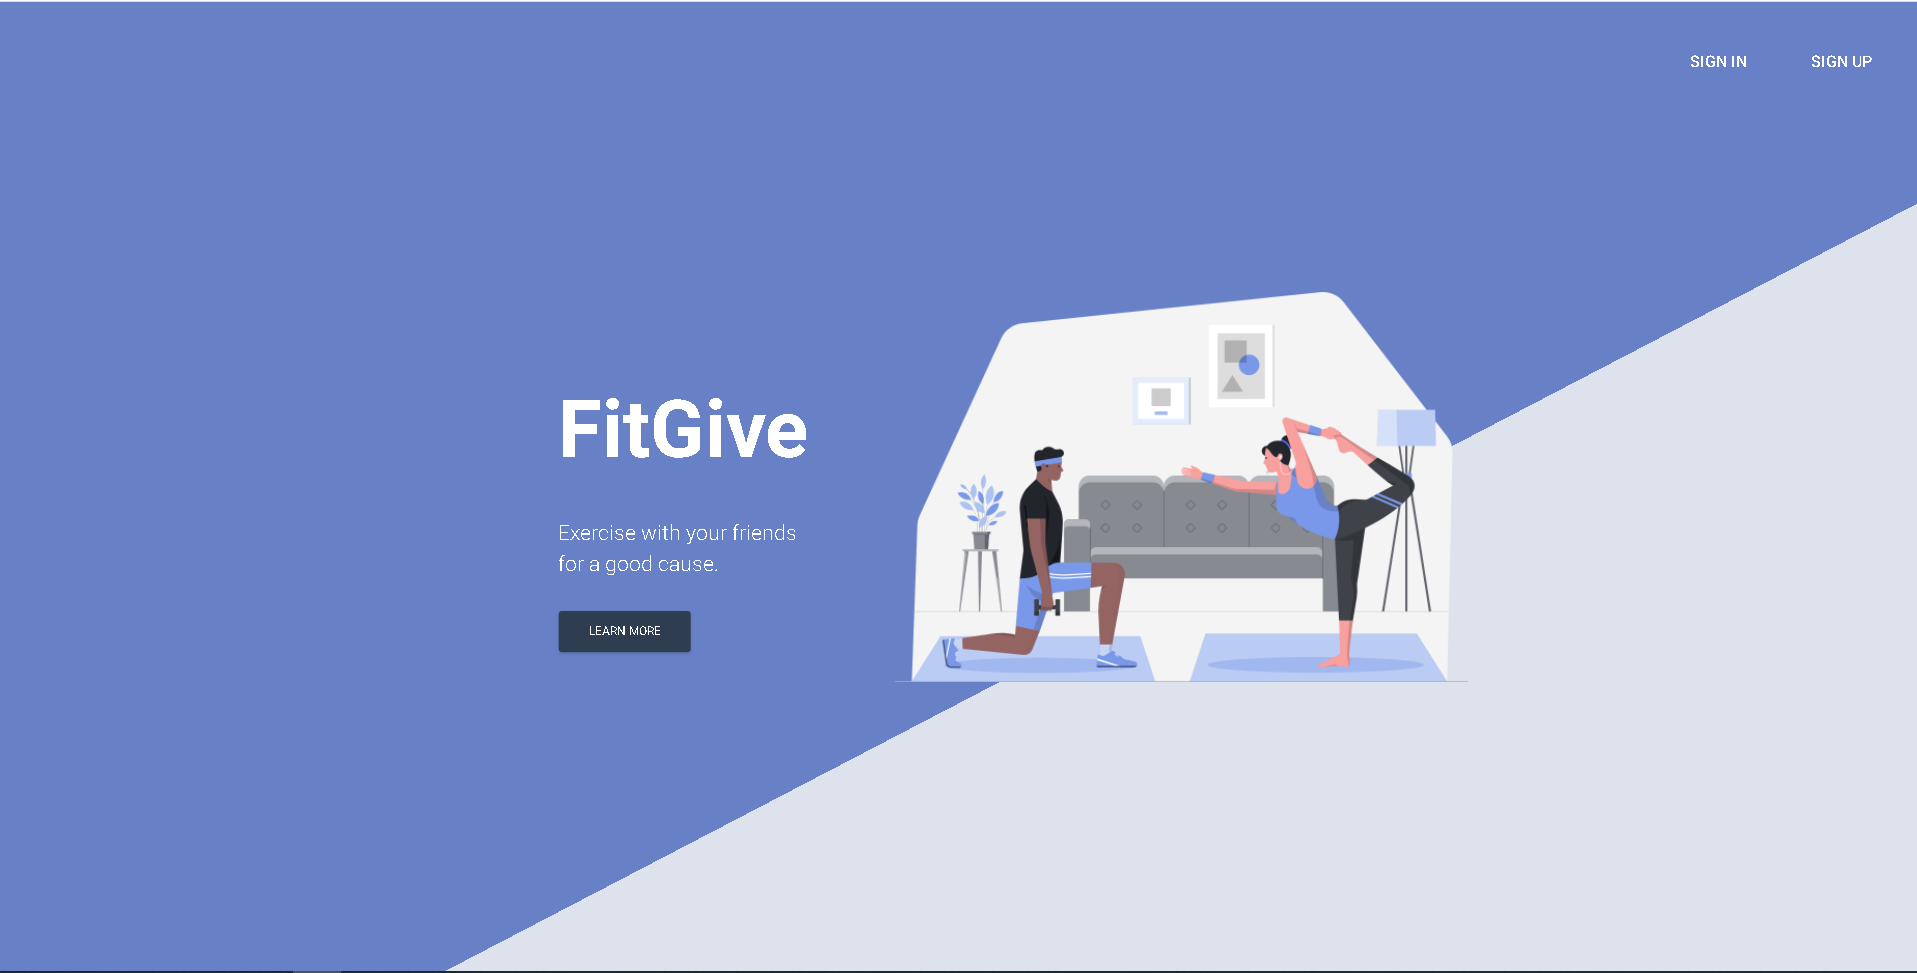 SIGN IN SIGN UP
FitGive
Exercise with your friends
for a good cause.
LEARN MORE